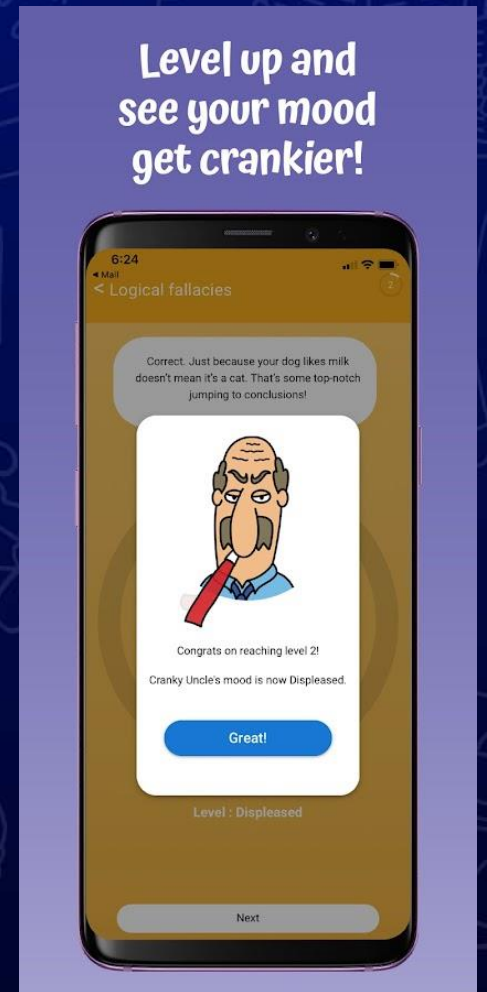 Level up and
see your mood
get crankier!
6:24
◀ Mail
< Logical fallacies
2
Correct. Just because your dog likes milk
doesn't mean it's a cat. That's some top-notch
jumping to conclusions!
Congrats on reaching level 2!
Cranky Uncle's mood is now Displeased.
Great!
Level : Displeased
Next